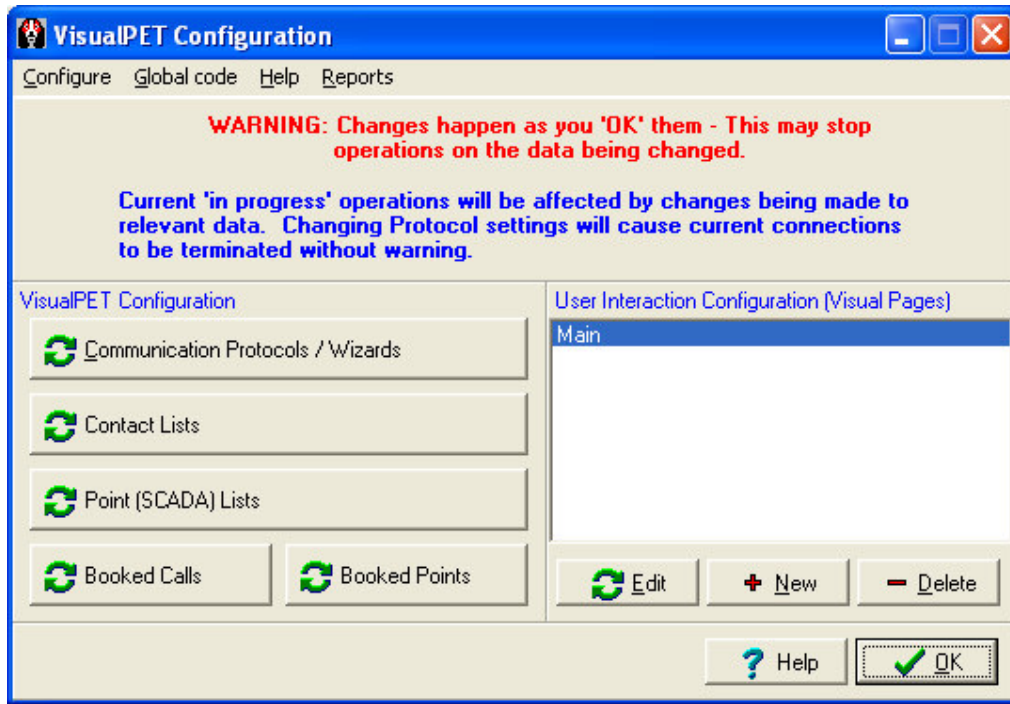 VisualPET Configuration
Configure Global code Help Reports
WARNING: Changes happen as you 'OK' them - This may stop
operations on the data being changed.
Current 'in progress' operations will be affected by changes being made to
relevant data. Changing Protocol settings will cause current connections
to be terminated without warning.
VisualPET Configuration
Communication Protocols / Wizards
Contact Lists
Point (SCADA) Lists
Booked Calls
Booked Points
User Interaction Configuration (Visual Pages)
Main
Edit
New
Delete
Help
OK